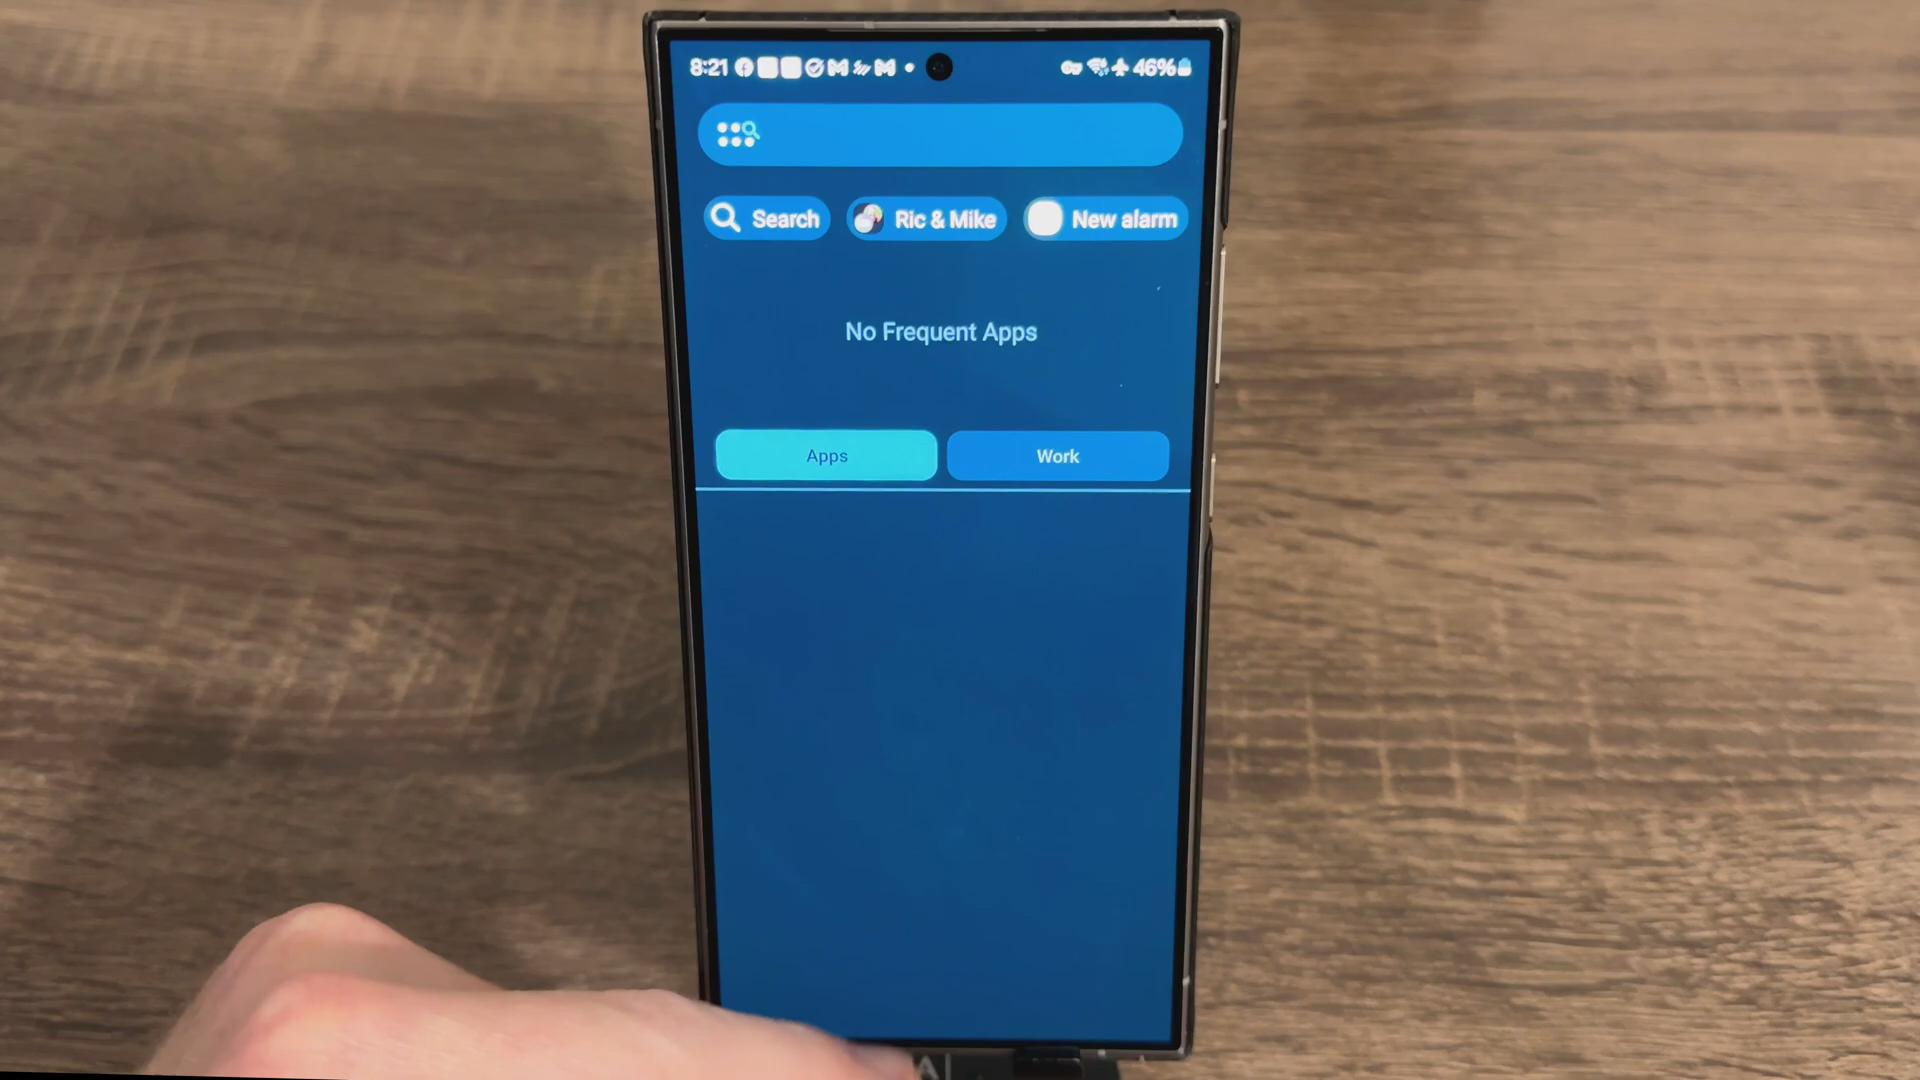 8:21 46%
Search Ric & Mike New alarm
No Frequent Apps
Apps Work
A